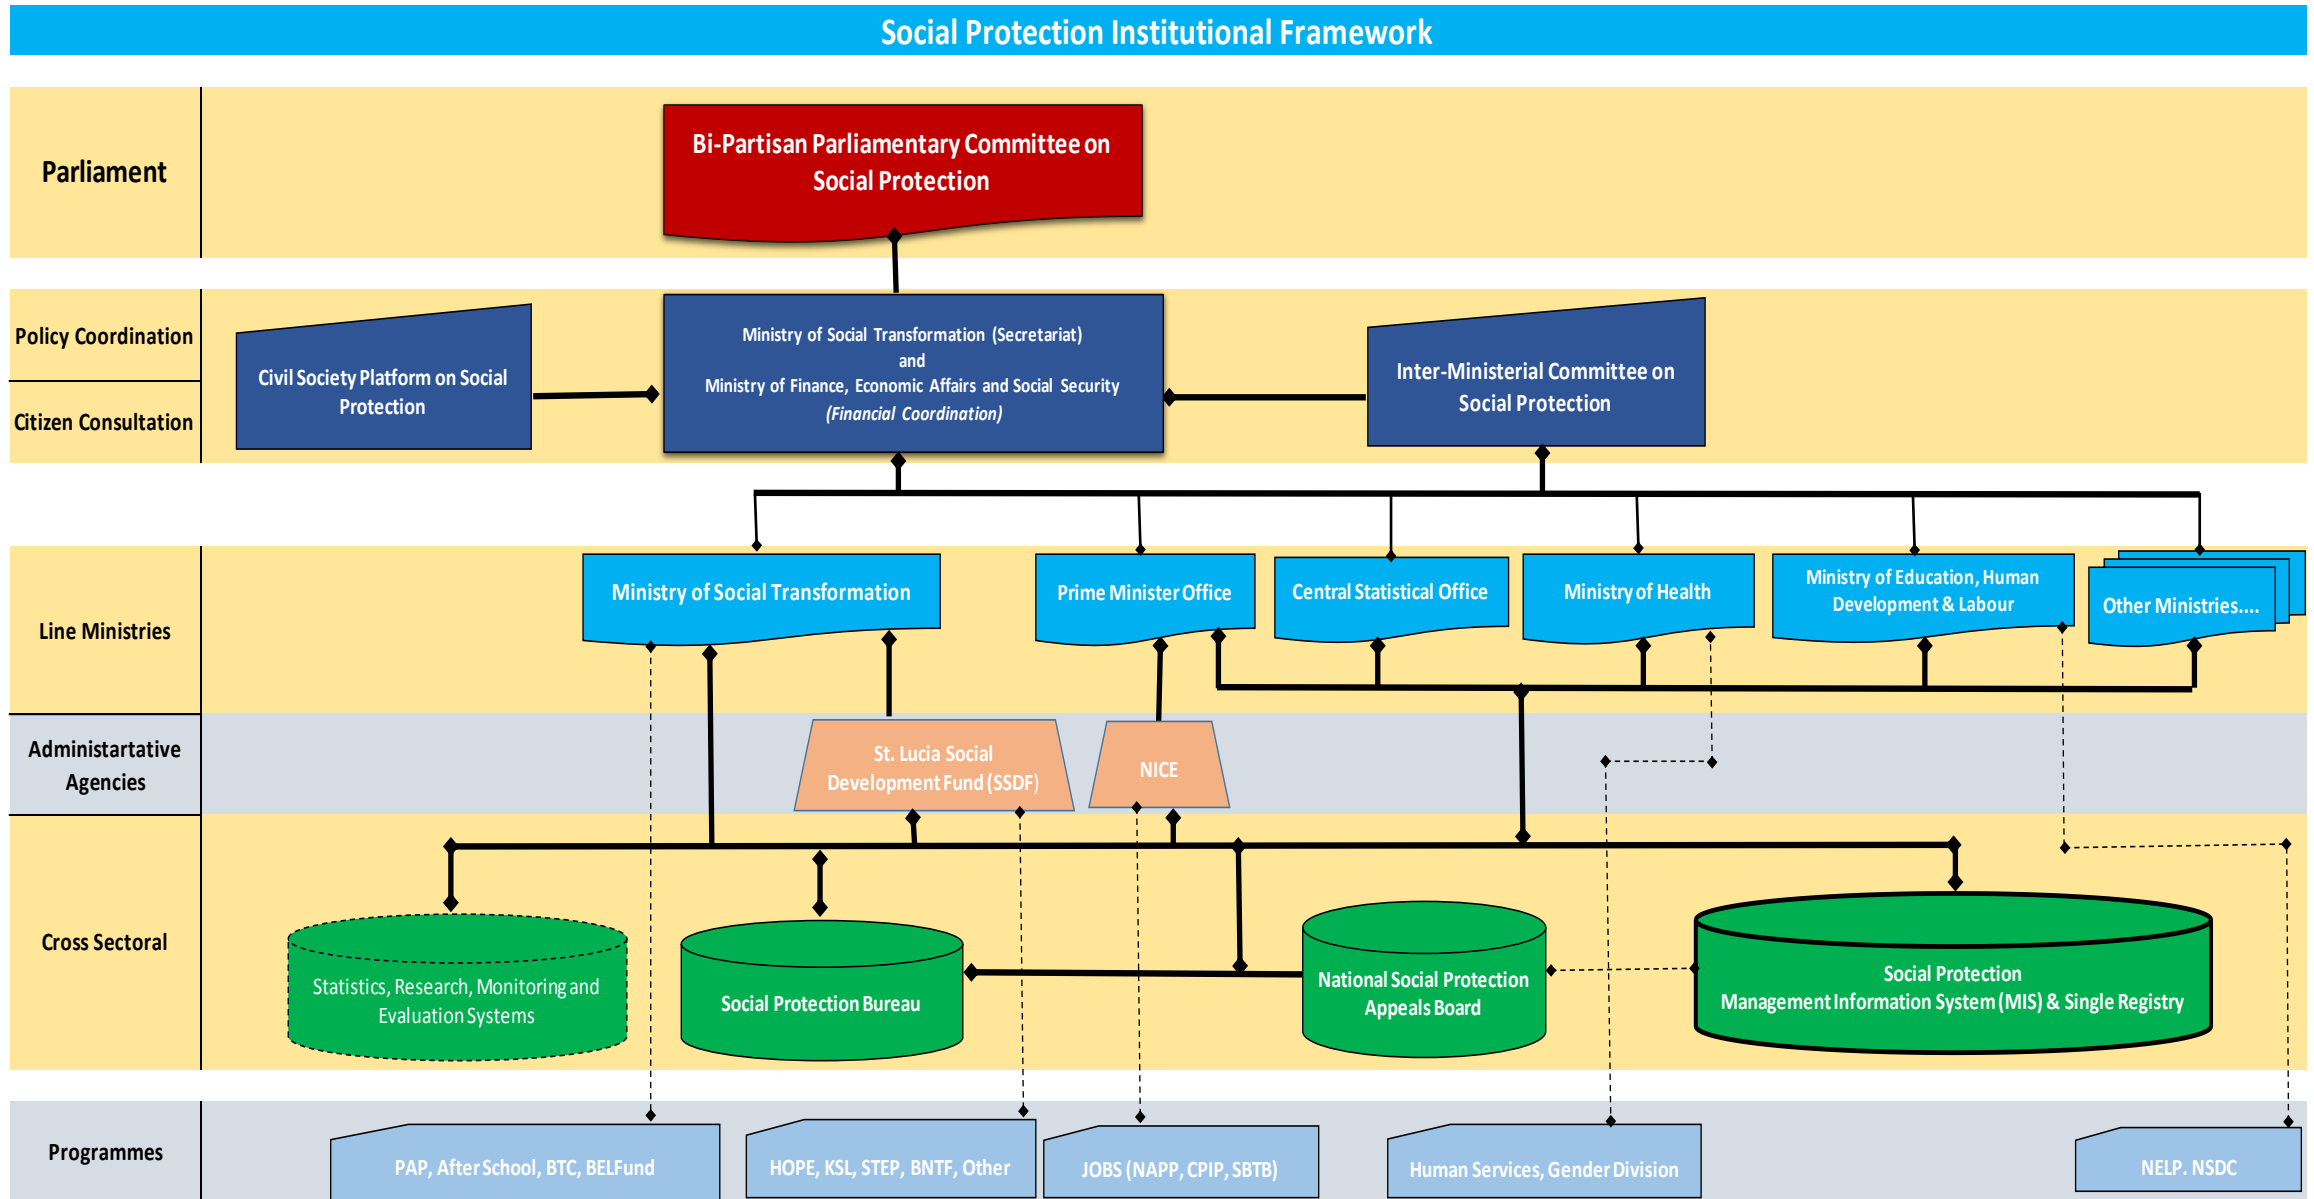 Social Protection Institutional Framework
Parliament
Bi-Partisan Parliamentary Committee on
Social Protection
Policy Coordination
Citizen Consultation
Civil Society Platform on Social
Protection
Ministry of Social Transformation (Secretariat)
and
Ministry of Finance, Economic Affairs and Social Security
(Financial Coordination)
Inter-Ministerial Committee on
Social Protection
Line Ministries
Ministry of Social Transformation
Prime Minister Office
Central Statistical Office
Ministry of Health
Ministry of Education, Human
Development & Labour
Other Ministries....
Administartative
Agencies
St. Lucia Social
Development Fund (SSDF)
NICE
Cross Sectoral
Statistics, Research, Monitoring and
Evaluation Systems
Social Protection Bureau
National Social Protection
Appeals Board
Social Protection
Management Information System (MIS) & Single Registry
Programmes
PAP, After School, BTC, BELFund
HOPE, KSL, STEP, BNTF, Other
JOBS (NAPP, CPIP, SBTB)
Human Services, Gender Division
NELP. NSDC